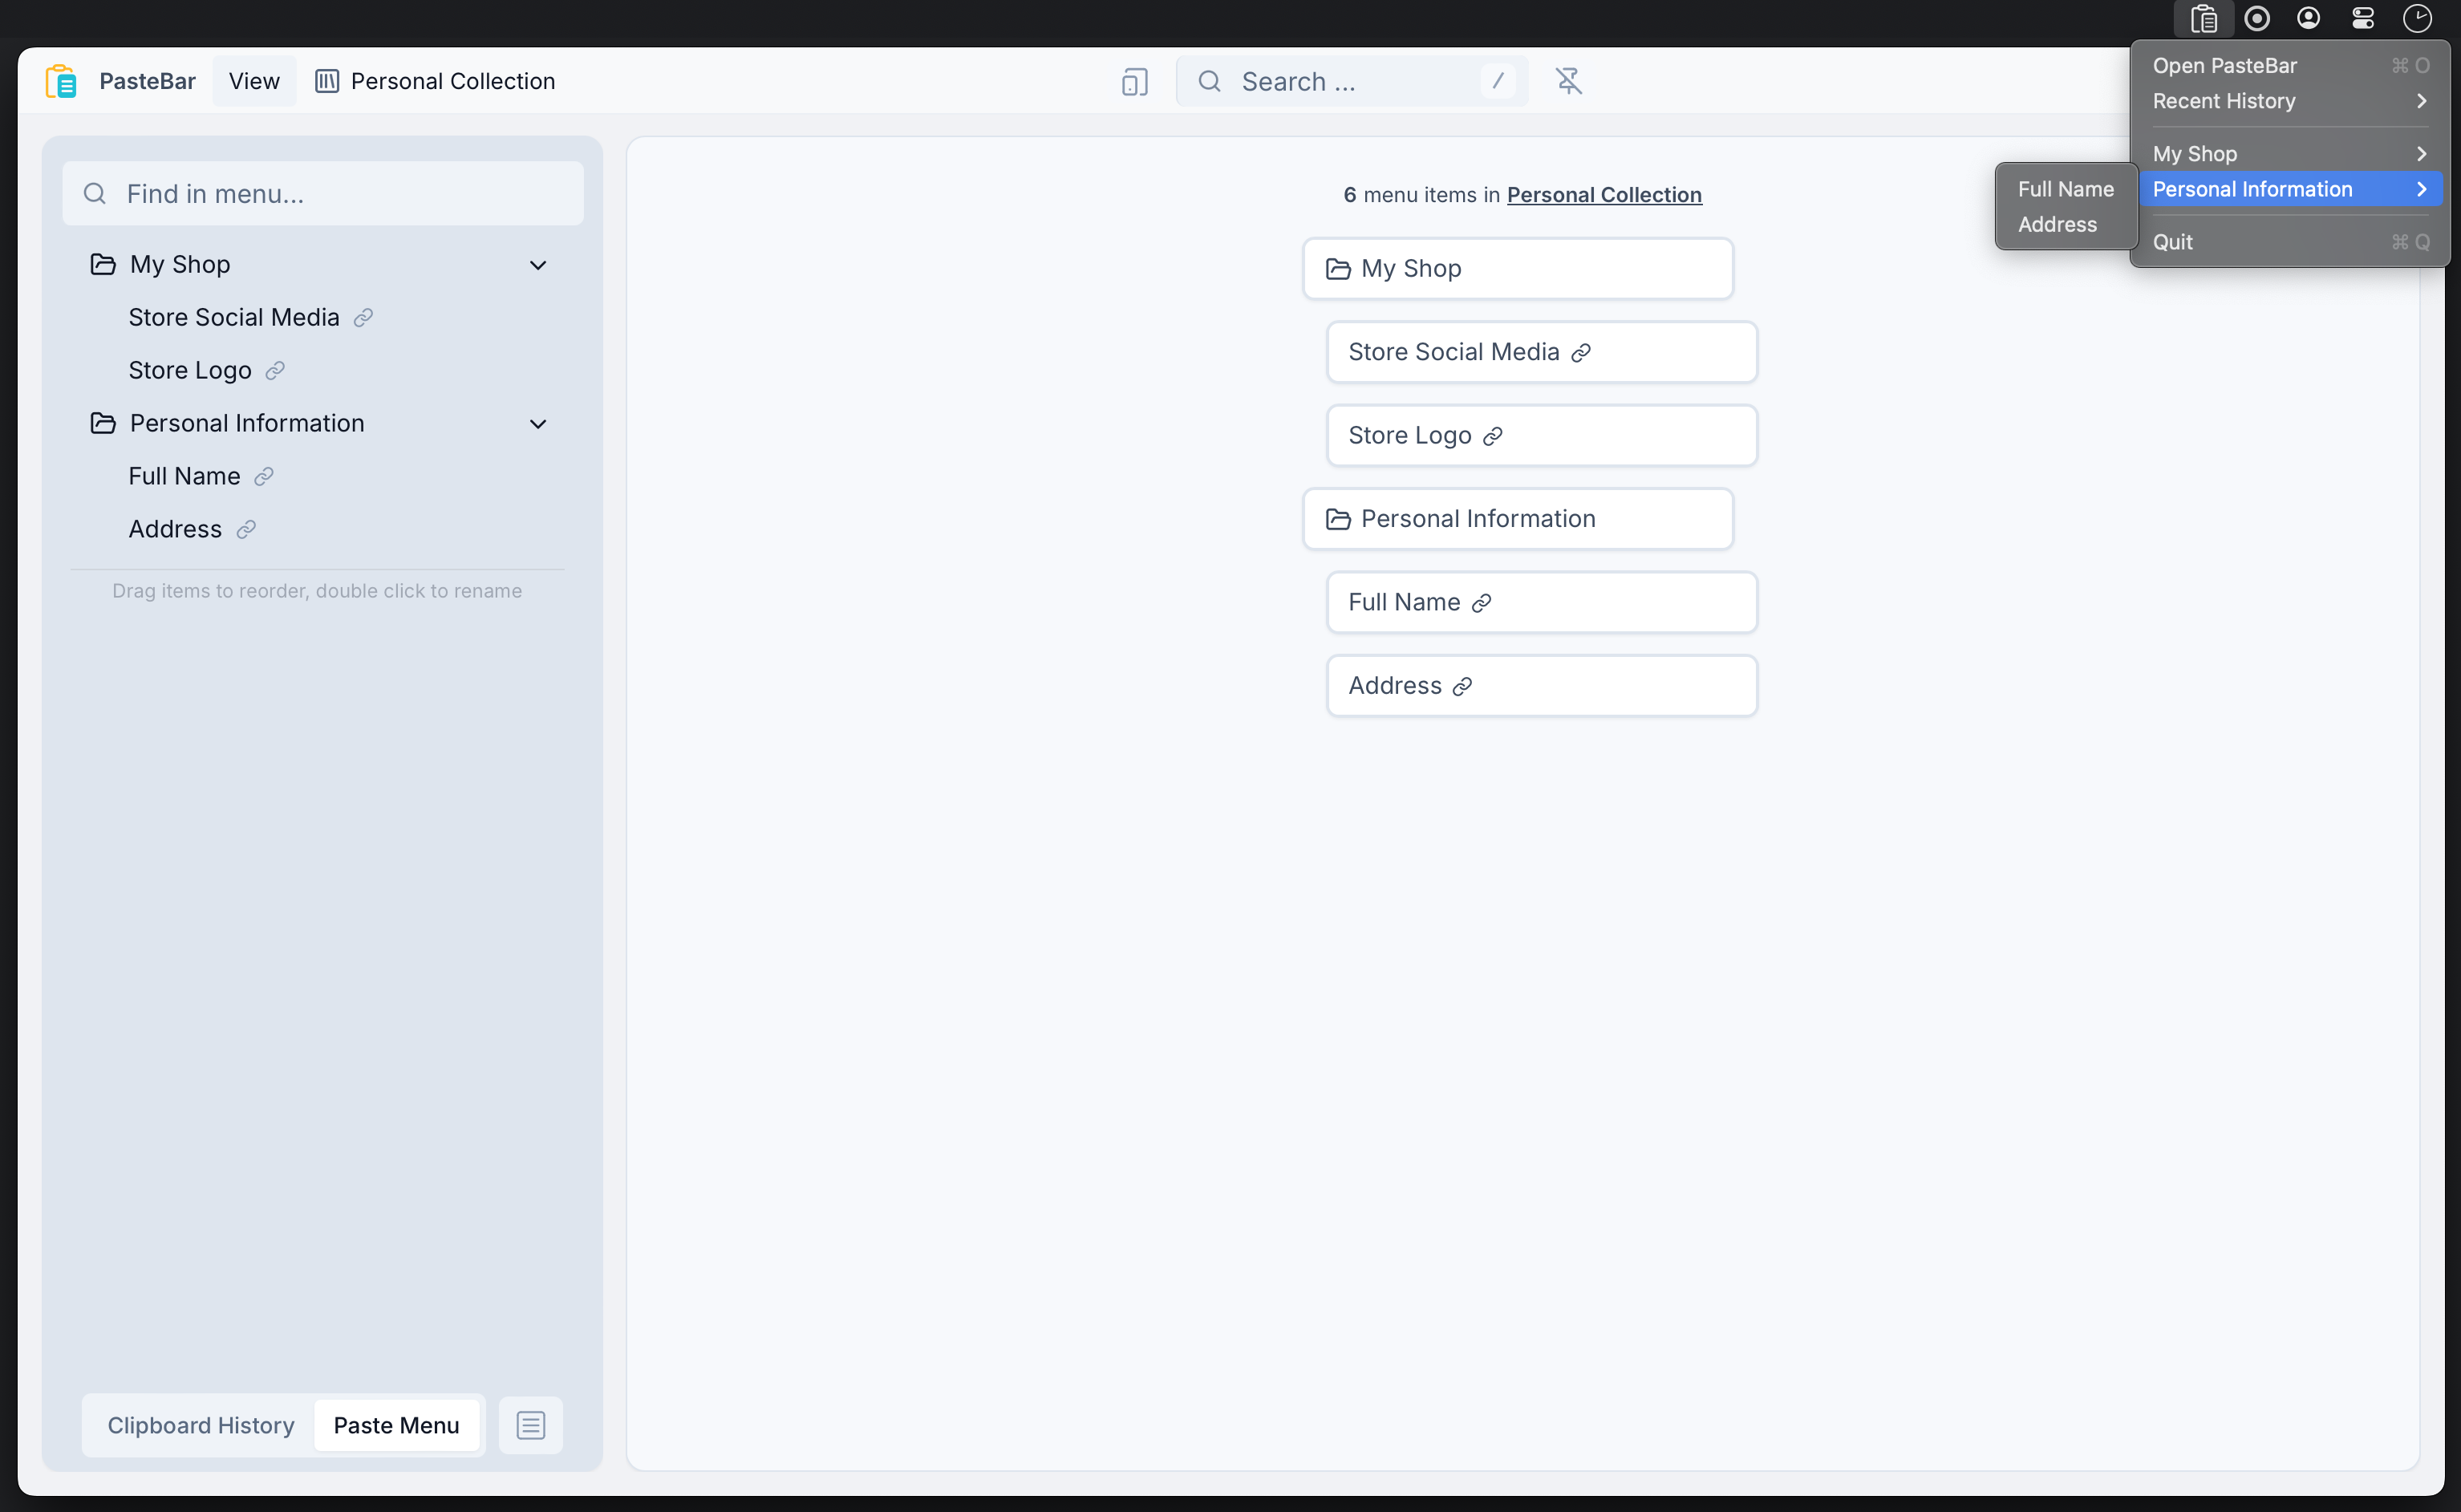 PasteBar View Personal Collection Search ... /
Open PasteBar ⌘ O
Recent History
My Shop
Personal Information
Quit ⌘ Q
Full Name
Address
Find in menu...
My Shop
Store Social Media
Store Logo
Personal Information
Full Name
Address
Drag items to reorder, double click to rename
Clipboard History Paste Menu
6 menu items in Personal Collection
My Shop
Store Social Media
Store Logo
Personal Information
Full Name
Address